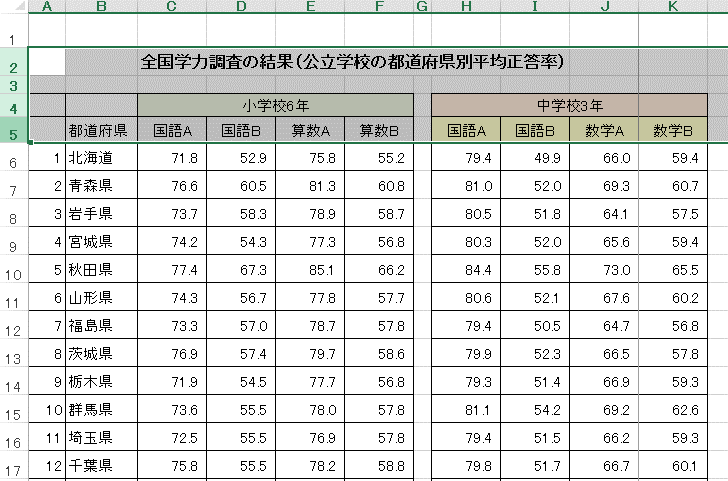 A B C D E F G H I J K
1
2 全国学力調査の結果(公立学校の都道府県別平均正答率)
3
4 小学校6年 中学校3年
5 都道府県 国語A 国語B 算数A 算数B 国語A 国語B 数学A 数学B
6 1 北海道 71.8 52.9 75.8 55.2 79.4 49.9 66.0 59.4
7 2 青森県 76.6 60.5 81.3 60.8 81.0 52.0 69.3 60.7
8 3 岩手県 73.7 58.3 78.9 58.7 80.5 51.8 64.1 57.5
9 4 宮城県 74.2 54.3 77.3 56.8 80.3 52.0 65.6 59.4
10 5 秋田県 77.4 67.3 85.1 66.2 84.4 55.8 73.0 65.5
11 6 山形県 74.3 56.7 77.8 57.7 80.6 52.1 67.6 60.2
12 7 福島県 73.3 57.0 78.7 57.8 79.4 50.5 64.7 56.8
13 8 茨城県 76.9 57.4 79.7 58.6 79.9 52.3 66.5 57.8
14 9 栃木県 71.9 54.5 77.7 56.8 79.3 51.4 66.9 59.3
15 10 群馬県 73.6 55.5 78.0 57.8 81.1 54.2 69.2 62.6
16 11 埼玉県 72.5 55.5 76.9 57.8 79.4 51.5 66.2 59.3
17 12 千葉県 75.8 55.5 78.2 58.8 79.8 51.7 66.7 60.1